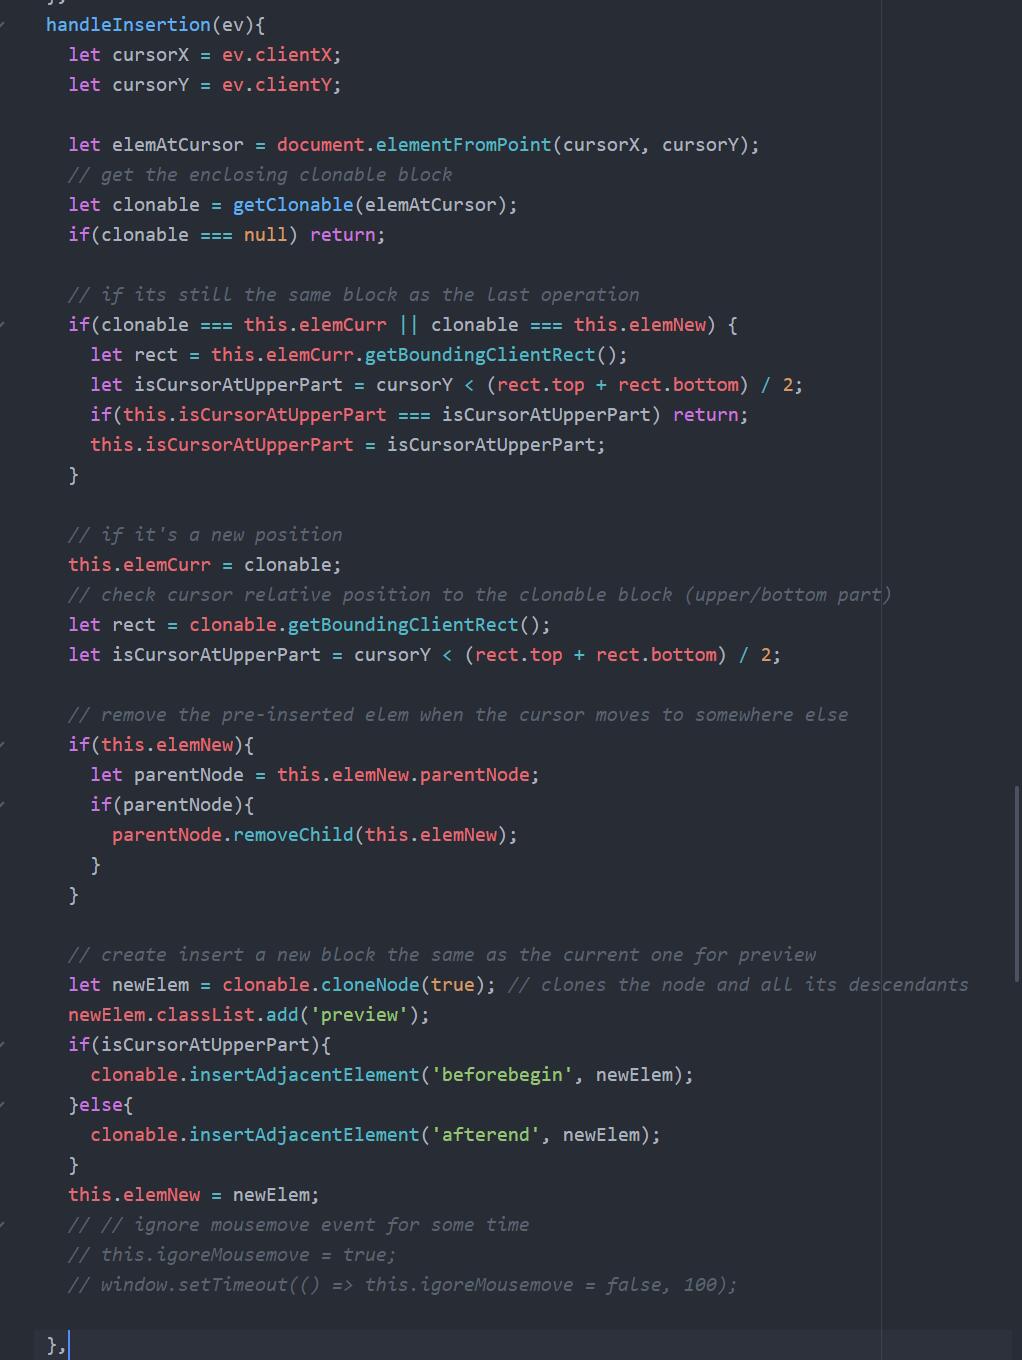 handleInsertion(ev){
let cursorX = ev.clientX;
let cursorY = ev.clientY;
let elemAtCursor = document.elementFromPoint(cursorX, cursorY);
// get the enclosing clonable block
let clonable = getClonable(elemAtCursor);
if(clonable === null) return;
// if its still the same block as the last operation
if(clonable === this.elemCurr || clonable === this.elemNew) {
let rect = this.elemCurr.getBoundingClientRect();
let isCursorAtUpperPart = cursorY < (rect.top + rect.bottom) / 2;
if(this.isCursorAtUpperPart === isCursorAtUpperPart) return;
this.isCursorAtUpperPart = isCursorAtUpperPart;
}
// if it's a new position
this.elemCurr = clonable;
// check cursor relative position to the clonable block (upper/bottom part)
let rect = clonable.getBoundingClientRect();
let isCursorAtUpperPart = cursorY < (rect.top + rect.bottom) / 2;
// remove the pre-inserted elem when the cursor moves to somewhere else
if(this.elemNew){
let parentNode = this.elemNew.parentNode;
if(parentNode){
parentNode.removeChild(this.elemNew);
}
}
// create insert a new block the same as the current one for preview
let newElem = clonable.cloneNode(true); // clones the node and all its descendants
newElem.classList.add('preview');
if(isCursorAtUpperPart){
clonable.insertAdjacentElement('beforebegin', newElem);
}else{
clonable.insertAdjacentElement('afterend', newElem);
}
this.elemNew = newElem;
// // ignore mousemove event for some time
// this.igoreMousemove = true;
// window.setTimeout(() => this.igoreMousemove = false, 100);
},